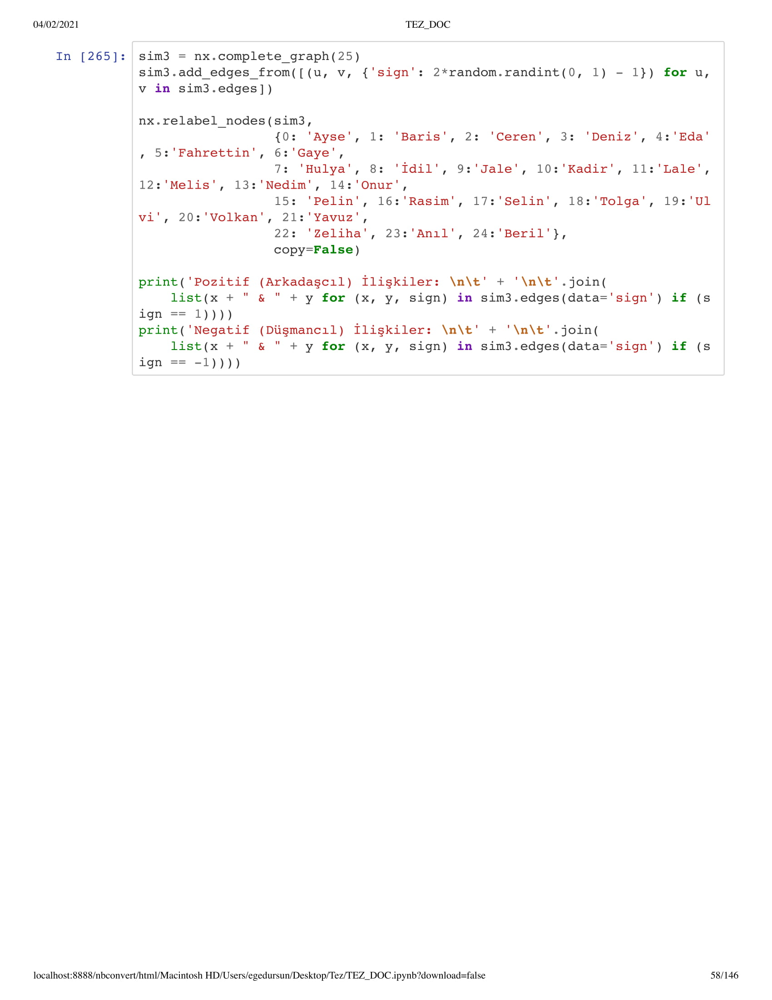 04/02/2021 TEZ_DOC
In [265]: sim3 = nx.complete_graph(25)
sim3.add_edges_from([(u, v, {'sign': 2*random.randint(0, 1) - 1}) for u,
v in sim3.edges])
nx.relabel_nodes(sim3,
{0: 'Ayse', 1: 'Baris', 2: 'Ceren', 3: 'Deniz', 4:'Eda'
, 5:'Fahrettin', 6:'Gaye',
7: 'Hulya', 8: 'İdil', 9:'Jale', 10:'Kadir', 11:'Lale',
12:'Melis', 13:'Nedim', 14:'Onur',
15: 'Pelin', 16:'Rasim', 17:'Selin', 18:'Tolga', 19:'Ul
vi', 20:'Volkan', 21:'Yavuz',
22: 'Zeliha', 23:'Anıl', 24:'Beril'},
copy=False)
print('Pozitif (Arkadaşcıl) İlişkiler: \n\t' + '\n\t'.join(
list(x + " & " + y for (x, y, sign) in sim3.edges(data='sign') if (s
ign == 1))))
print('Negatif (Düşmancıl) İlişkiler: \n\t' + '\n\t'.join(
list(x + " & " + y for (x, y, sign) in sim3.edges(data='sign') if (s
ign == -1))))
localhost:8888/nbconvert/html/Macintosh HD/Users/egedursun/Desktop/Tez/TEZ_DOC.ipynb?download=false 58/146